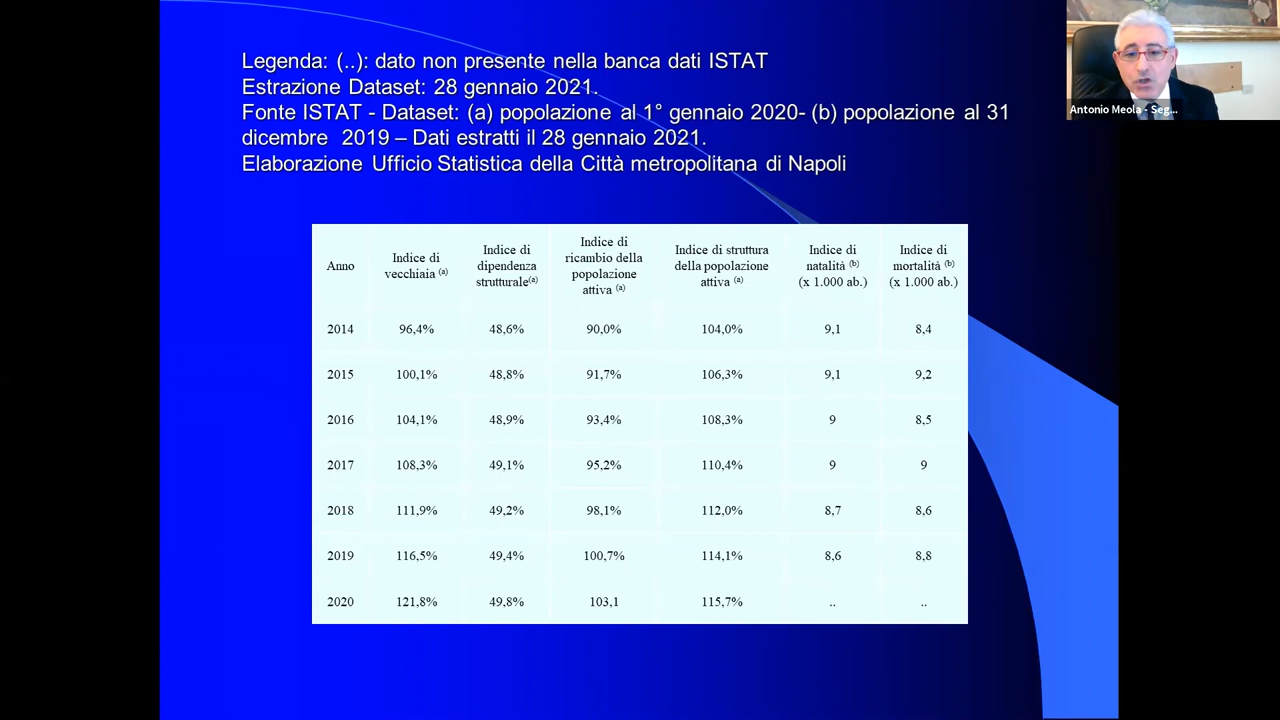 Legenda: (..): dato non presente nella banca dati ISTAT
Estrazione Dataset: 28 gennaio 2021.
Fonte ISTAT - Dataset: (a) popolazione al 1° gennaio 2020- (b) popolazione al 31
dicembre 2019 – Dati estratti il 28 gennaio 2021.
Elaborazione Ufficio Statistica della Città metropolitana di Napoli
Antonio Meola - Seg...
Anno Indice di vecchiaia (a) Indice di dipendenza strutturale(a) Indice di ricambio della popolazione attiva (a) Indice di struttura della popolazione attiva (a) Indice di natalità (b) (x 1.000 ab.) Indice di mortalità (b) (x 1.000 ab.)
2014 96,4% 48,6% 90,0% 104,0% 9,1 8,4
2015 100,1% 48,8% 91,7% 106,3% 9,1 9,2
2016 104,1% 48,9% 93,4% 108,3% 9 8,5
2017 108,3% 49,1% 95,2% 110,4% 9 9
2018 111,9% 49,2% 98,1% 112,0% 8,7 8,6
2019 116,5% 49,4% 100,7% 114,1% 8,6 8,8
2020 121,8% 49,8% 103,1 115,7% .. ..